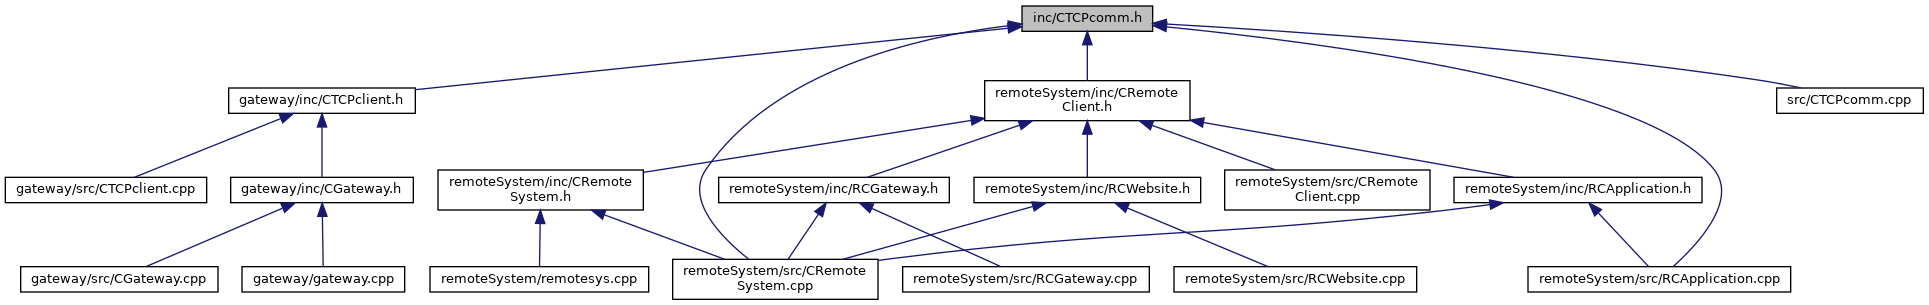 inc/CTCPcomm.h
gateway/inc/CTCPclient.h
remoteSystem/inc/CRemote
Client.h
src/CTCPcomm.cpp
gateway/src/CTCPclient.cpp
gateway/inc/CGateway.h
remoteSystem/inc/CRemote
System.h
remoteSystem/inc/RCGateway.h
remoteSystem/inc/RCWebsite.h
remoteSystem/src/CRemote
Client.cpp
remoteSystem/inc/RCApplication.h
gateway/src/CGateway.cpp
gateway/gateway.cpp
remoteSystem/remotesys.cpp
remoteSystem/src/CRemote
System.cpp
remoteSystem/src/RCGateway.cpp
remoteSystem/src/RCWebsite.cpp
remoteSystem/src/RCApplication.cpp